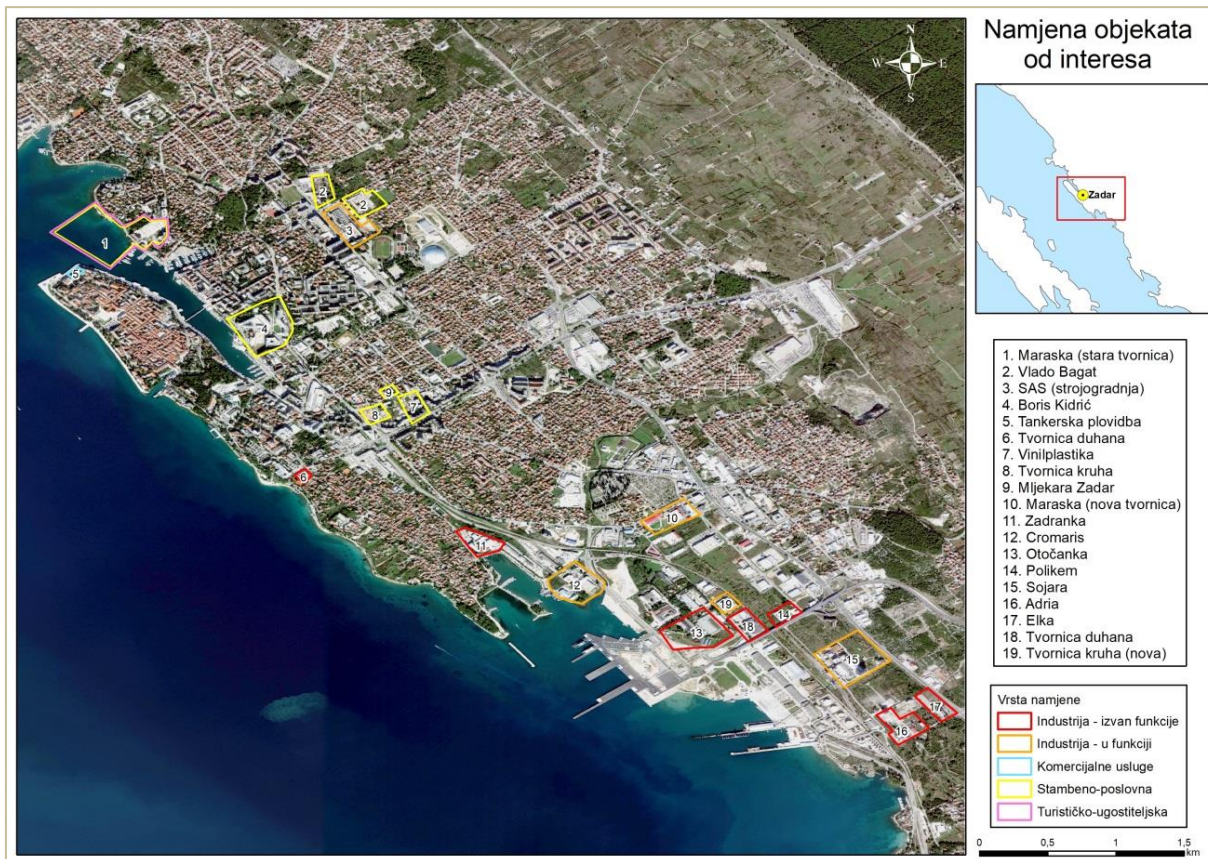 Namjena objekata
od interesa
N
W E
S
Zadar
2
2
3
1
5
4
9
8
7
6
10
11
12
19
13
18
14
15
17
16
1. Maraska (stara tvornica)
2. Vlado Bagat
3. SAS (strojogradnja)
4. Boris Kidrić
5. Tankerska plovidba
6. Tvornica duhana
7. Vinilplastika
8. Tvornica kruha
9. Mljekara Zadar
10. Maraska (nova tvornica)
11. Zadranka
12. Cromaris
13. Otočanka
14. Polikem
15. Sojara
16. Adria
17. Elka
18. Tvornica duhana
19. Tvornica kruha (nova)
Vrsta namjene
Industrija - izvan funkcije
Industrija - u funkciji
Komercijalne usluge
Stambeno-poslovna
Turističko-ugostiteljska
0 0,5 1 1,5
km